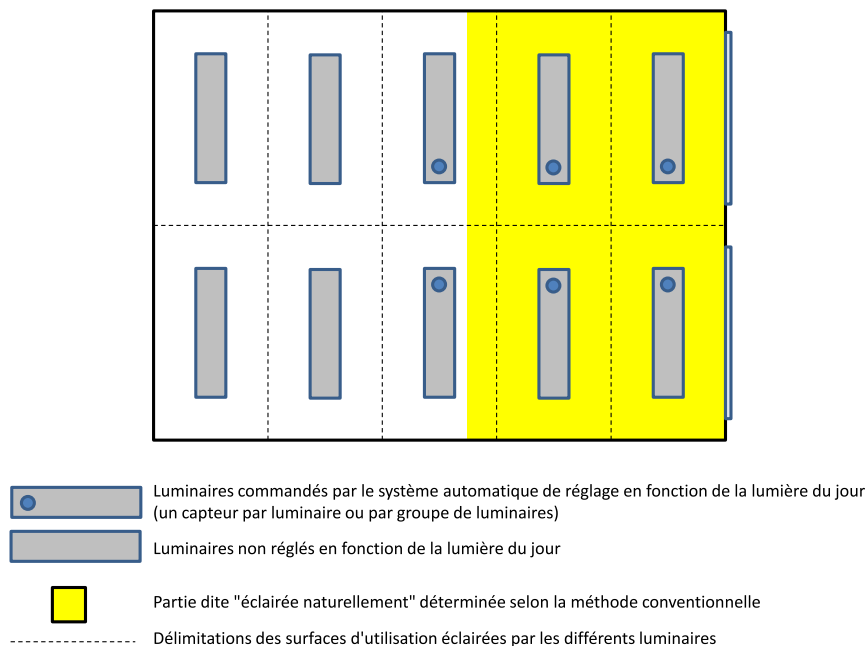 Luminaires commandés par le système automatique de réglage en fonction de la lumière du jour
(un capteur par luminaire ou par groupe de luminaires)
Luminaires non réglés en fonction de la lumière du jour
Partie dite "éclairée naturellement" déterminée selon la méthode conventionnelle
Délimitations des surfaces d'utilisation éclairées par les différents luminaires